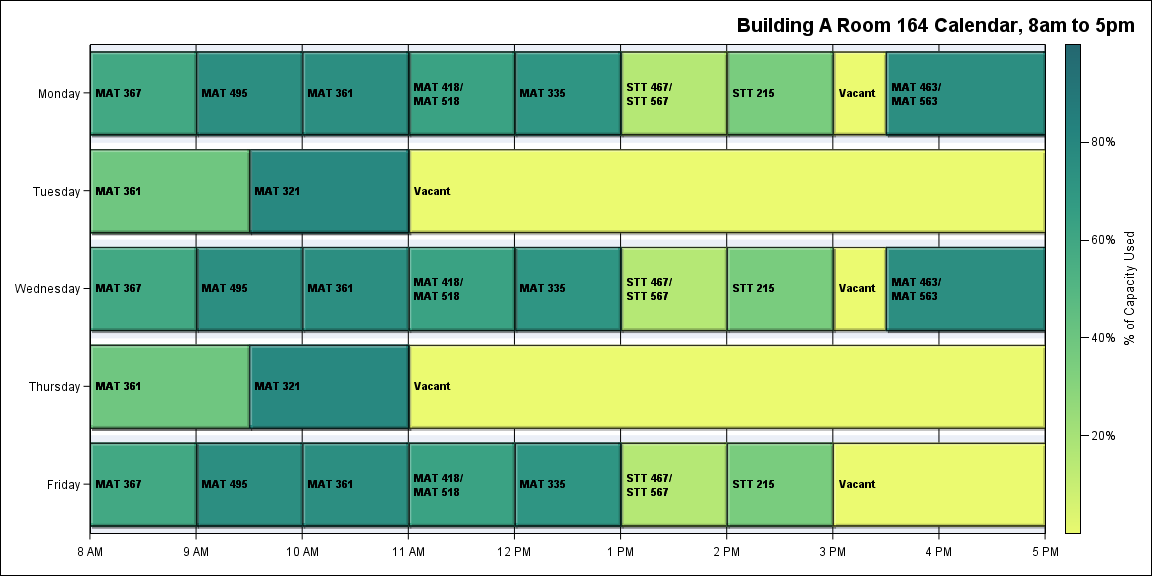 Building A Room 164 Calendar, 8am to 5pm
Monday
MAT 367
MAT 495
MAT 361
MAT 418/
MAT 518
MAT 335
STT 467/
STT 567
STT 215
Vacant
MAT 463/
MAT 563
Tuesday
MAT 361
MAT 321
Vacant
Wednesday
MAT 367
MAT 495
MAT 361
MAT 418/
MAT 518
MAT 335
STT 467/
STT 567
STT 215
Vacant
MAT 463/
MAT 563
Thursday
MAT 361
MAT 321
Vacant
Friday
MAT 367
MAT 495
MAT 361
MAT 418/
MAT 518
MAT 335
STT 467/
STT 567
STT 215
Vacant
8 AM
9 AM
10 AM
11 AM
12 PM
1 PM
2 PM
3 PM
4 PM
5 PM
80%
60%
40%
20%
% of Capacity Used